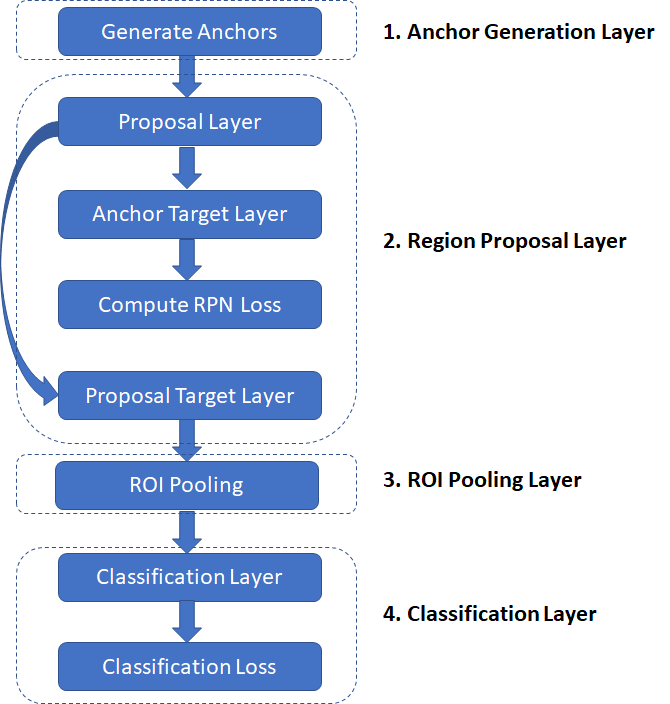 Generate Anchors
1. Anchor Generation Layer
Proposal Layer
Anchor Target Layer
2. Region Proposal Layer
Compute RPN Loss
Proposal Target Layer
ROI Pooling
3. ROI Pooling Layer
Classification Layer
4. Classification Layer
Classification Loss